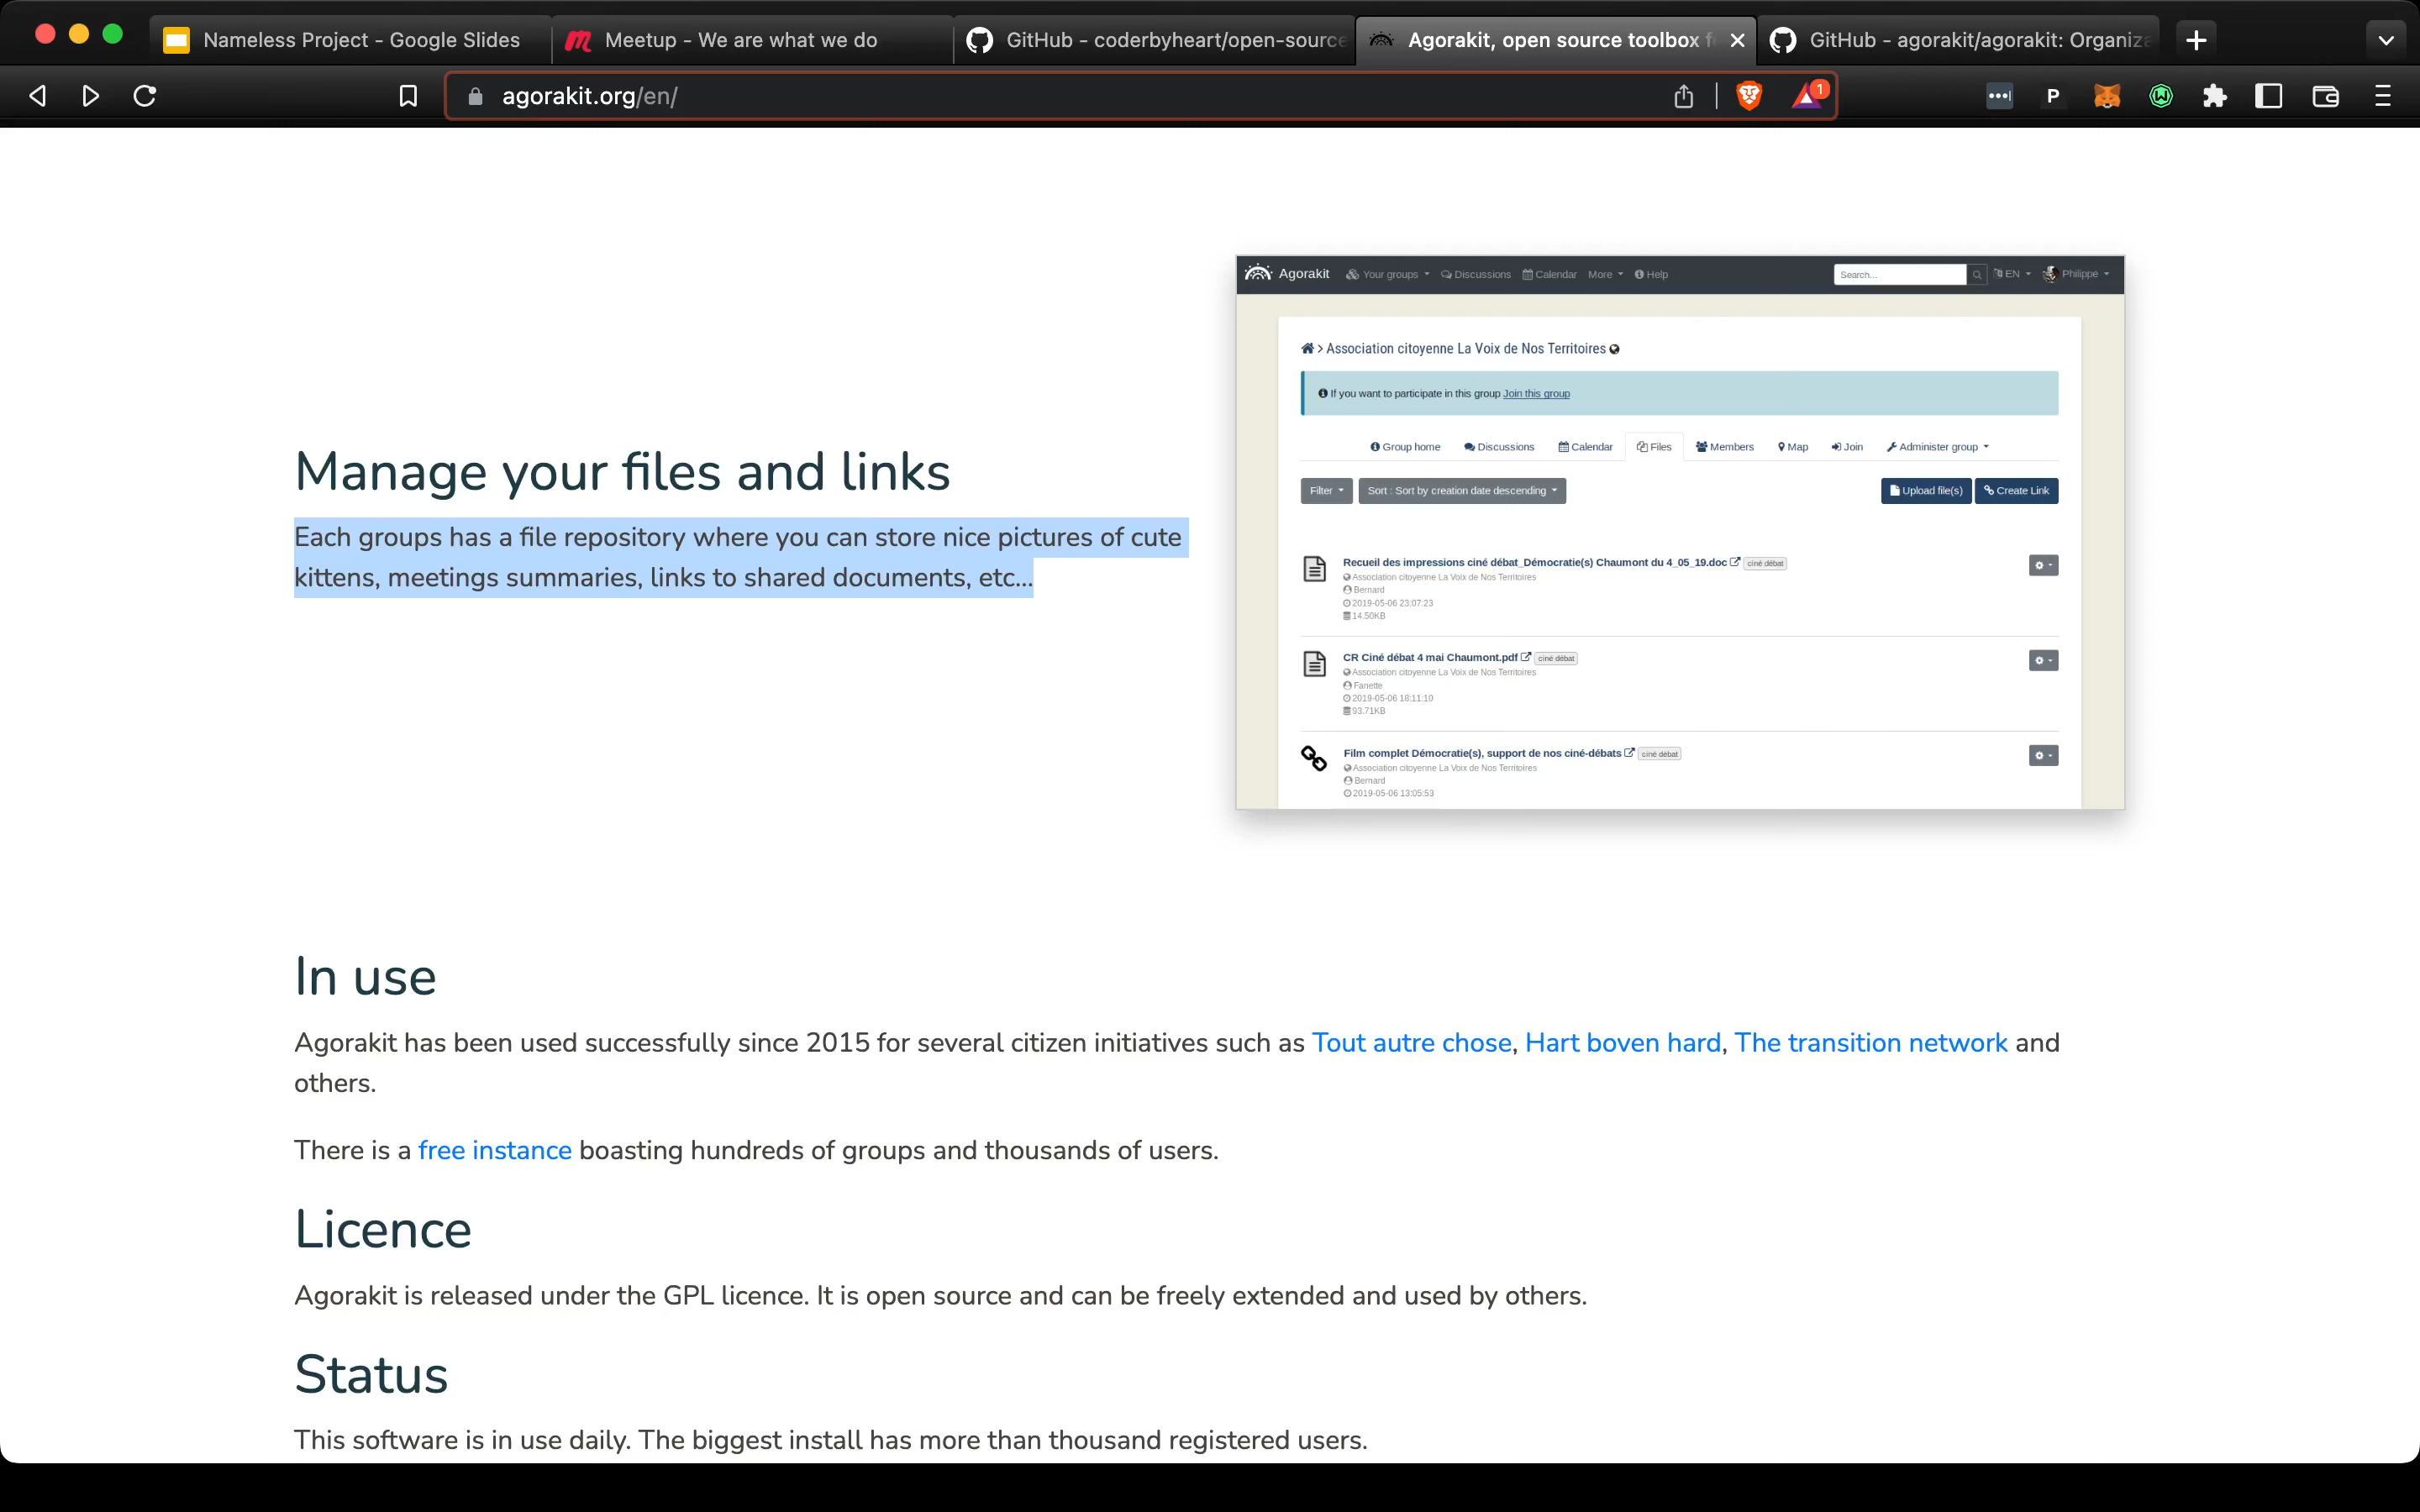 Nameless Project - Google Slides
Meetup - We are what we do
GitHub - coderbyheart/open-source
Agorakit, open source toolbox f
GitHub - agorakit/agorakit: Organiza
agorakit.org/en/
1
P
Agorakit
Your groups
Discussions
Calendar
More
Help
Search...
EN
Philippe
> Association citoyenne La Voix de Nos Territoires
If you want to participate in this group Join this group
Group home
Discussions
Calendar
Files
Members
Map
Join
Administer group
Filter
Sort : Sort by creation date descending
Upload file(s)
Create Link
Recueil des impressions ciné débat_Démocratie(s) Chaumont du 4_05_19.doc
ciné débat
Association citoyenne La Voix de Nos Territoires
Bernard
2019-05-06 23:07:23
14.50KB
CR Ciné débat 4 mai Chaumont.pdf
ciné débat
Association citoyenne La Voix de Nos Territoires
Fanette
2019-05-06 18:11:10
93.71KB
Film complet Démocratie(s), support de nos ciné-débats
ciné débat
Association citoyenne La Voix de Nos Territoires
Bernard
2019-05-06 13:05:53
Manage your files and links
Each groups has a file repository where you can store nice pictures of cute
kittens, meetings summaries, links to shared documents, etc...
In use
Agorakit has been used successfully since 2015 for several citizen initiatives such as Tout autre chose, Hart boven hard, The transition network and
others.
There is a free instance boasting hundreds of groups and thousands of users.
Licence
Agorakit is released under the GPL licence. It is open source and can be freely extended and used by others.
Status
This software is in use daily. The biggest install has more than thousand registered users.